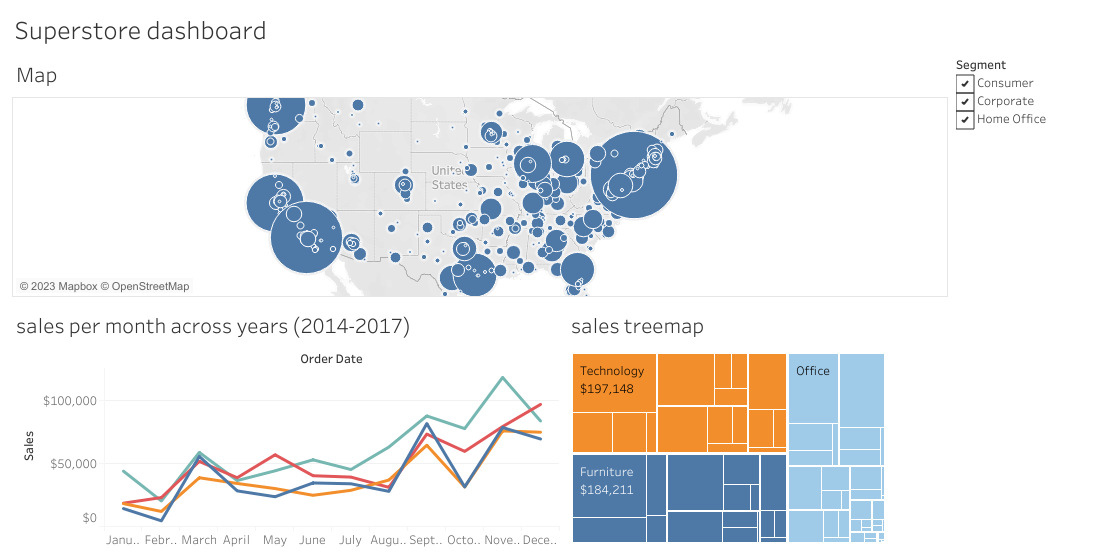 Superstore dashboard
Map
Segment
Consumer
Corporate
Home Office
United
States
© 2023 Mapbox © OpenStreetMap
sales per month across years (2014-2017)
Order Date
Sales
$100,000
$50,000
$0
Janu.. Febr.. March April May June July Augu.. Sept.. Octo.. Nove.. Dece..
sales treemap
Technology
$197,148
Office
Furniture
$184,211